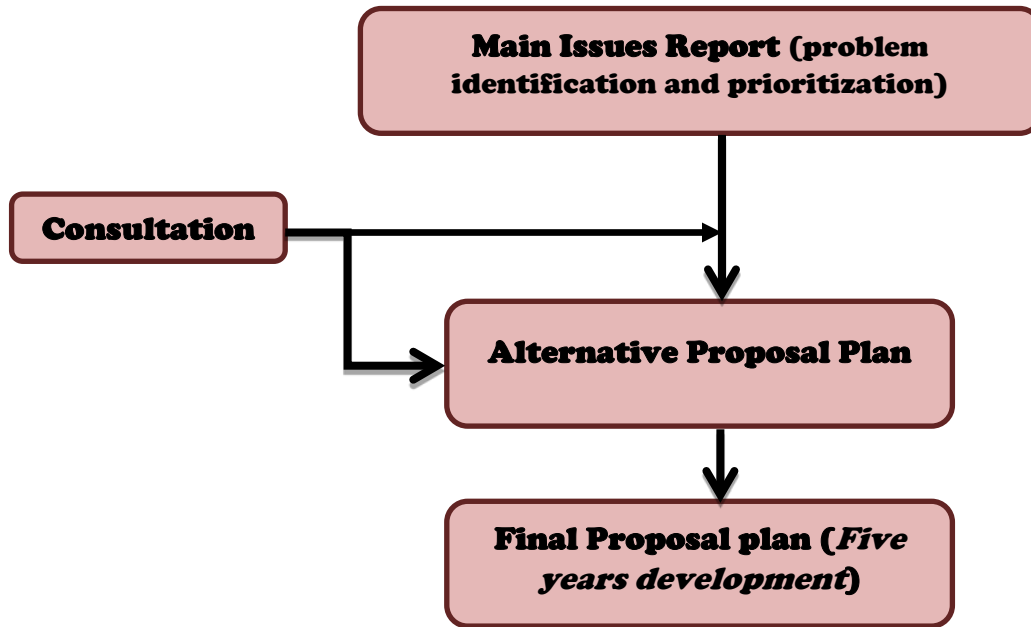 Main Issues Report (problem
identification and prioritization)
Consultation
Alternative Proposal Plan
Final Proposal plan (Five
years development)